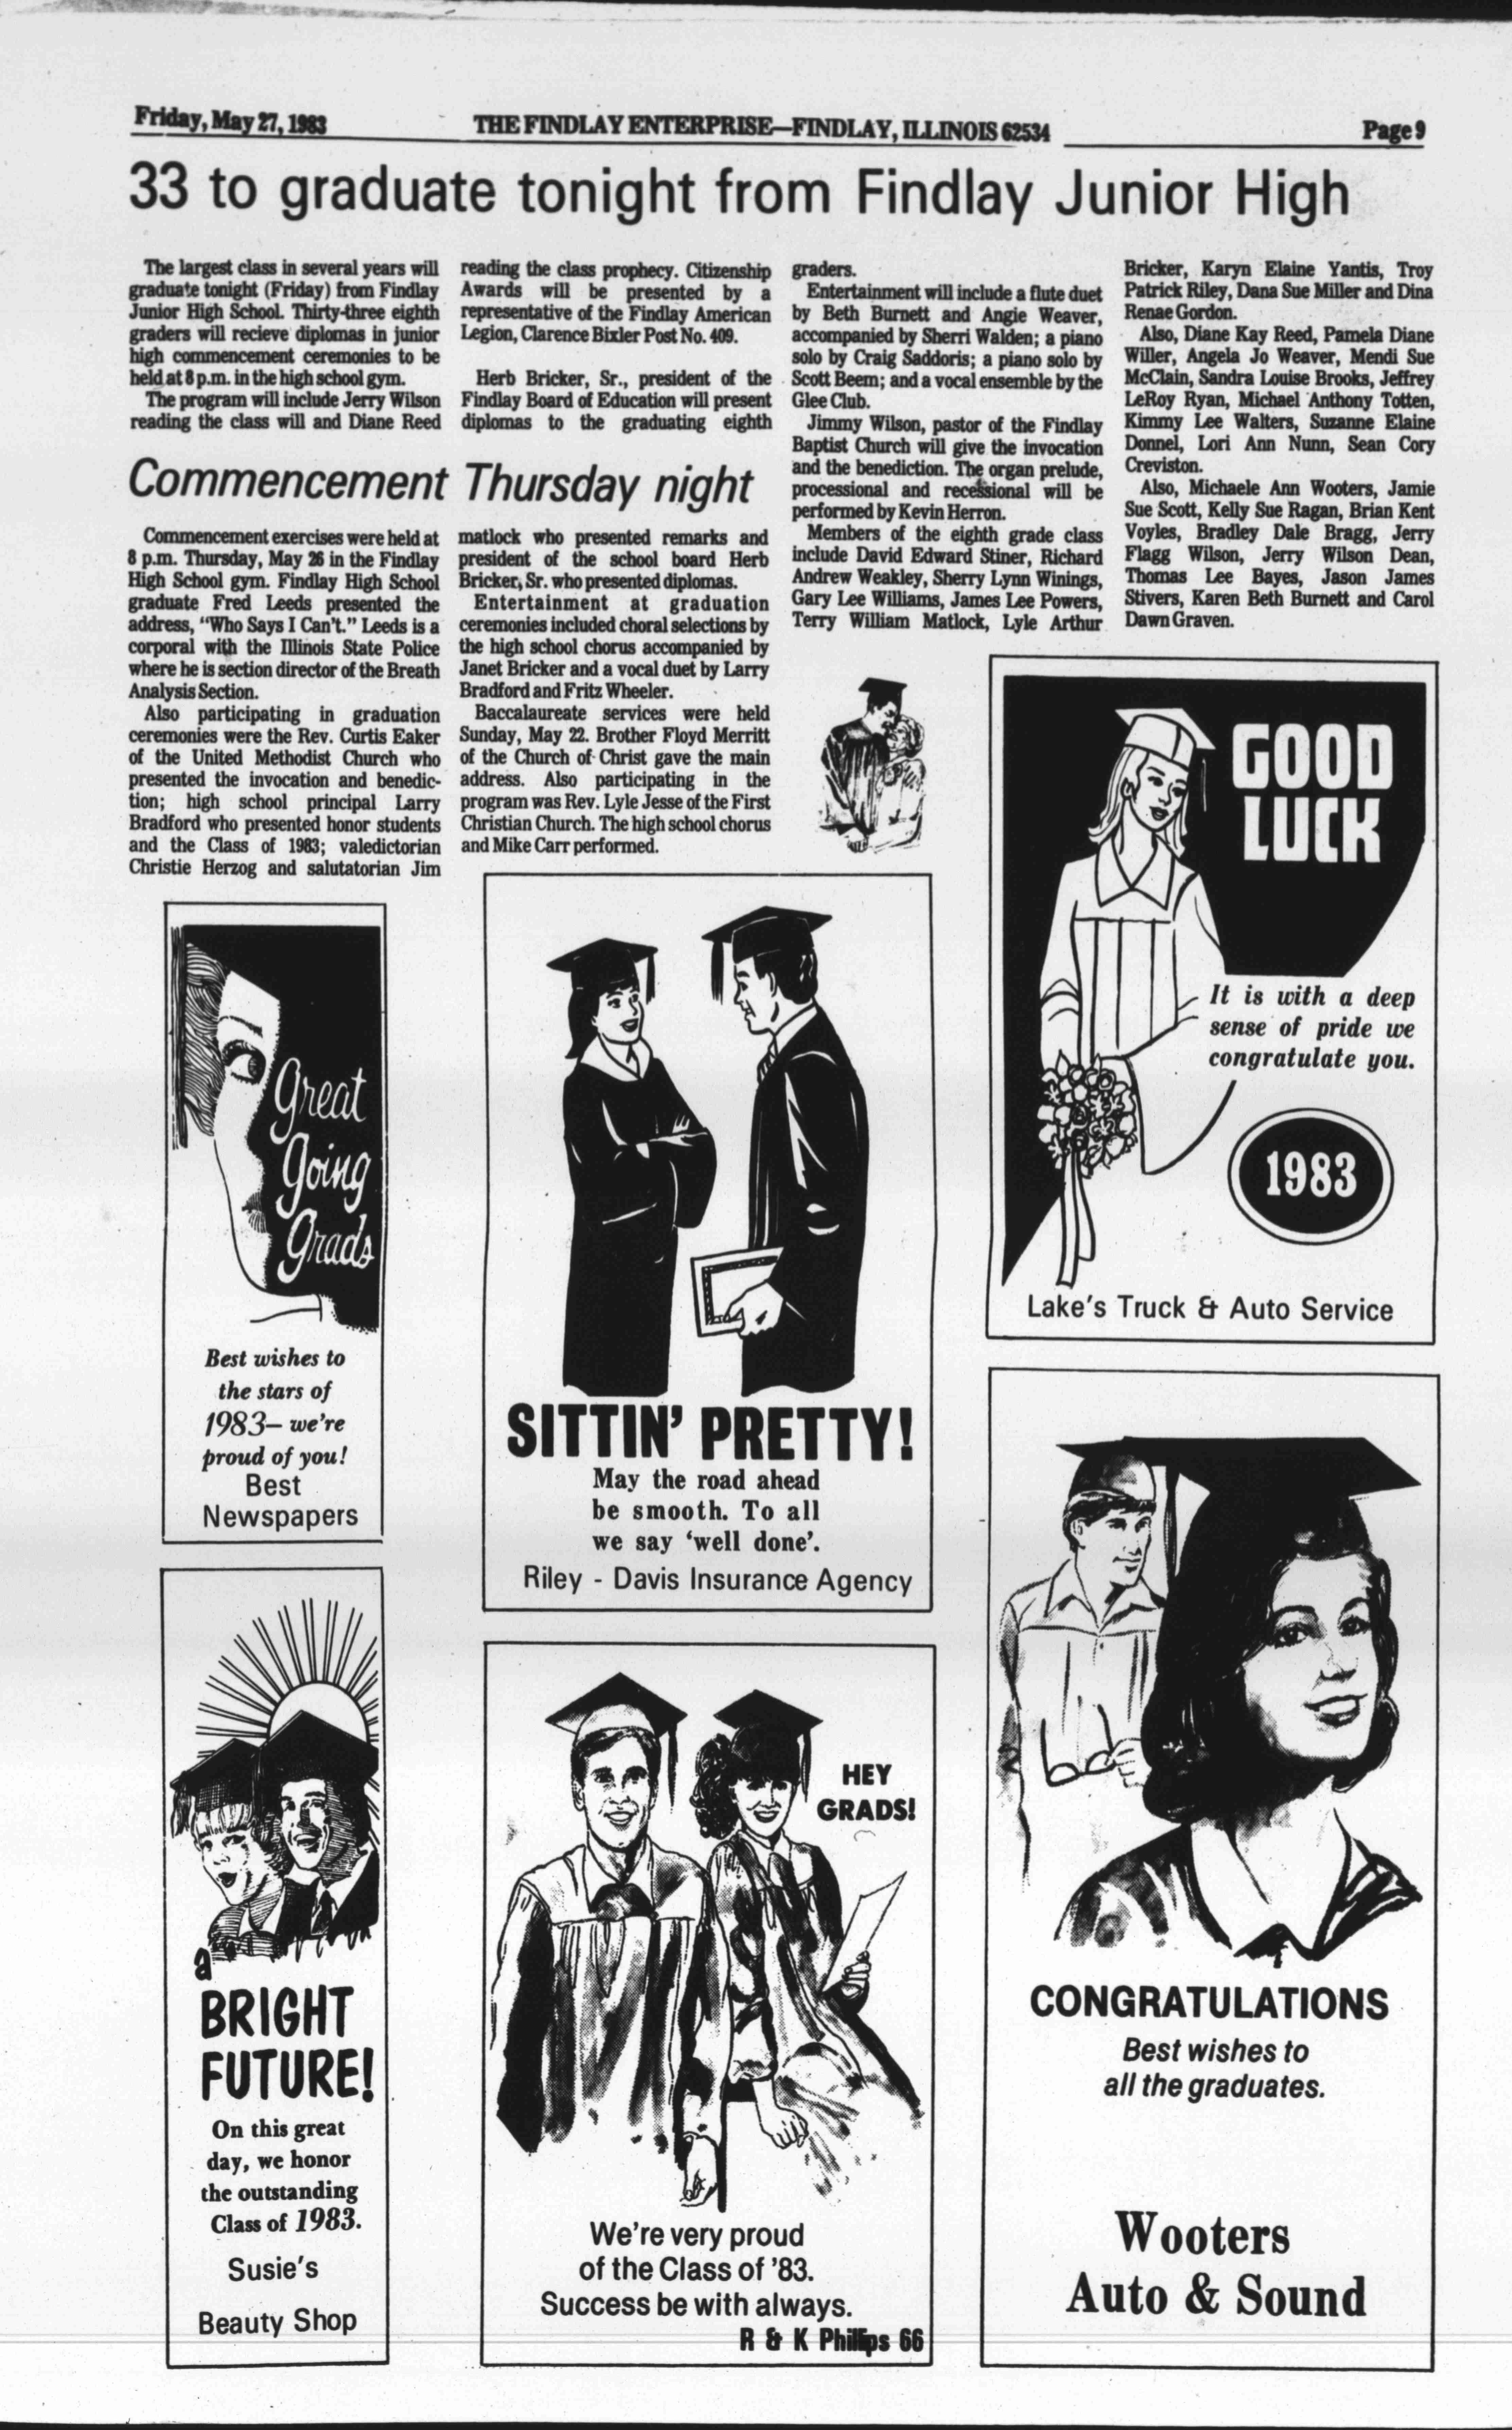 Friday, May 27, 1983
THE FINDLAY ENTERPRISE—FINDLAY, ILLINOIS 62534
Page 9
33 to graduate tonight from Findlay Junior High
The largest class in several years will
graduate tonight (Friday) from Findlay
Junior High School. Thirty-three eighth
graders will recieve diplomas in junior
high commencement ceremonies to be
held at 8 p.m. in the high school gym.
The program will include Jerry Wilson
reading the class will and Diane Reed
reading the class prophecy. Citizenship
Awards will be presented by a
representative of the Findlay American
Legion, Clarence Bixler Post No. 409.
Herb Bricker, Sr., president of the
Findlay Board of Education will present
diplomas to the graduating eighth
graders.
Entertainment will include a flute duet
by Beth Burnett and Angie Weaver,
accompanied by Sherri Walden; a piano
solo by Craig Saddoris; a piano solo by
Scott Beem; and a vocal ensemble by the
Glee Club.
Jimmy Wilson, pastor of the Findlay
Baptist Church will give the invocation
and the benediction. The organ prelude,
processional and recessional will be
performed by Kevin Herron.
Members of the eighth grade class
include David Edward Stiner, Richard
Andrew Weakley, Sherry Lynn Winings,
Gary Lee Williams, James Lee Powers,
Terry William Matlock, Lyle Arthur
Bricker, Karyn Elaine Yantis, Troy
Patrick Riley, Dana Sue Miller and Dina
Renae Gordon.
Also, Diane Kay Reed, Pamela Diane
Willer, Angela Jo Weaver, Mendi Sue
McClain, Sandra Louise Brooks, Jeffrey
LeRoy Ryan, Michael Anthony Totten,
Kimmy Lee Walters, Suzanne Elaine
Donnel, Lori Ann Nunn, Sean Cory
Creviston.
Also, Michaele Ann Wooters, Jamie
Sue Scott, Kelly Sue Ragan, Brian Kent
Voyles, Bradley Dale Bragg, Jerry
Flagg Wilson, Jerry Wilson Dean,
Thomas Lee Bayes, Jason James
Stivers, Karen Beth Burnett and Carol
Dawn Graven.
Commencement Thursday night
Commencement exercises were held at
8 p.m. Thursday, May 26 in the Findlay
High School gym. Findlay High School
graduate Fred Leeds presented the
address, “Who Says I Can’t.” Leeds is a
corporal with the Illinois State Police
where he is section director of the Breath
Analysis Section.
Also participating in graduation
ceremonies were the Rev. Curtis Eaker
of the United Methodist Church who
presented the invocation and benedic-
tion; high school principal Larry
Bradford who presented honor students
and the Class of 1983; valedictorian
Christie Herzog and salutatorian Jim
matlock who presented remarks and
president of the school board Herb
Bricker, Sr. who presented diplomas.
Entertainment at graduation
ceremonies included choral selections by
the high school chorus accompanied by
Janet Bricker and a vocal duet by Larry
Bradford and Fritz Wheeler.
Baccalaureate services were held
Sunday, May 22. Brother Floyd Merritt
of the Church of Christ gave the main
address. Also participating in the
program was Rev. Lyle Jesse of the First
Christian Church. The high school chorus
and Mike Carr performed.
Great
Going
Grads
Best wishes to
the stars of
1983— we're
proud of you!
Best
Newspapers
SITTIN' PRETTY!
May the road ahead
be smooth. To all
we say 'well done'.
Riley - Davis Insurance Agency
GOOD
LUCK
It is with a deep
sense of pride we
congratulate you.
1983
Lake's Truck & Auto Service
a
BRIGHT
FUTURE!
On this great
day, we honor
the outstanding
Class of 1983.
Susie's
Beauty Shop
HEY
GRADS!
We're very proud
of the Class of '83.
Success be with always.
R & K Phillips 66
CONGRATULATIONS
Best wishes to
all the graduates.
Wooters
Auto & Sound